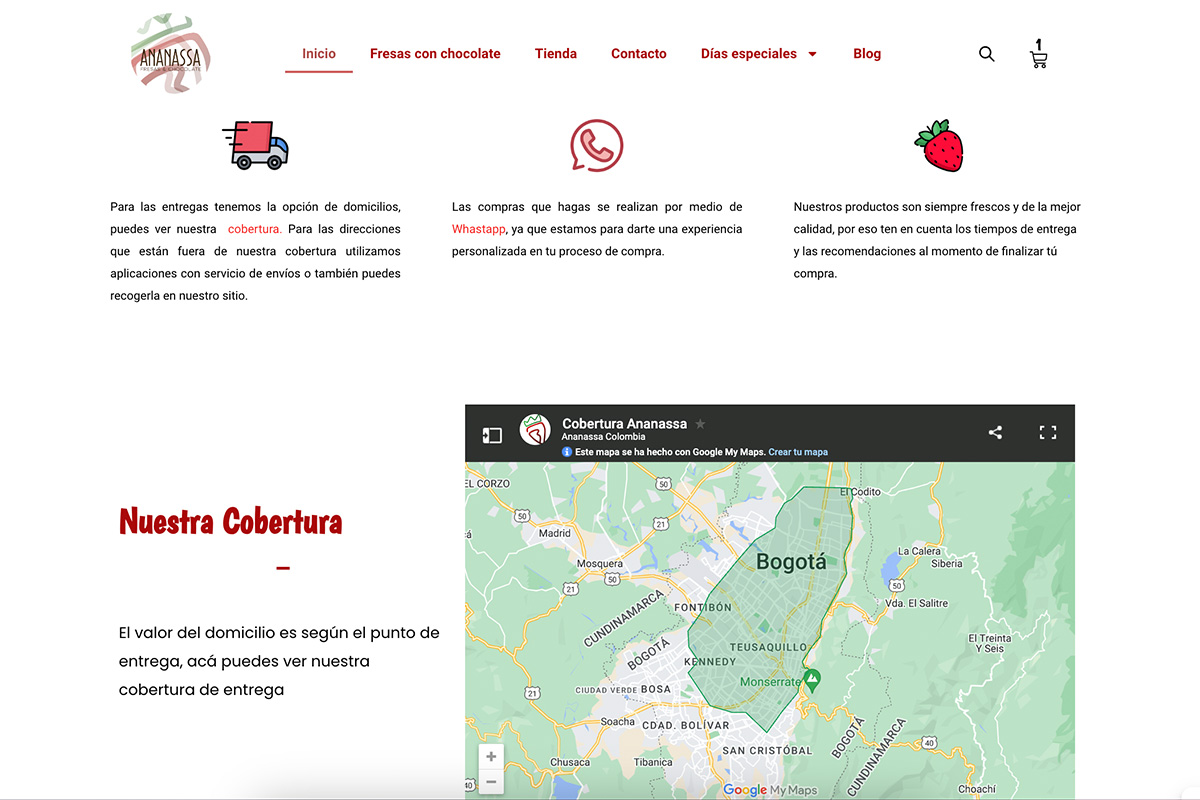 ANANASSA
FRESAS & CHOCOLATE
Inicio
Fresas con chocolate
Tienda
Contacto
Días especiales
Blog
1
Para las entregas tenemos la opción de domicilios,
puedes ver nuestra cobertura. Para las direcciones
que están fuera de nuestra cobertura utilizamos
aplicaciones con servicio de envíos o también puedes
recogerla en nuestro sitio.
Las compras que hagas se realizan por medio de
Whastapp, ya que estamos para darte una experiencia
personalizada en tu proceso de compra.
Nuestros productos son siempre frescos y de la mejor
calidad, por eso ten en cuenta los tiempos de entrega
y las recomendaciones al momento de finalizar tú
compra.
Nuestra Cobertura
El valor del domicilio es según el punto de
entrega, acá puedes ver nuestra
cobertura de entrega
Cobertura Ananassa
Ananassa Colombia
Este mapa se ha hecho con Google My Maps. Crear tu mapa
EL CORZO
50
El Codito
50
21
Madrid
La Calera
Bogotá
Siberia
Mosquera
50
21
50
Vda. El Salitre
FONTIBÓN
CUNDINAMARCA
BOGOTÁ
TEUSAQUILLO
El Treinta
Y Seis
KENNEDY
Monserrate
CIUDAD VERDE
BOSA
21
Soacha
CDAD. BOLÍVAR
BOGOTÁ
CUNDINAMARCA
40
SAN CRISTÓBAL
Chusaca
Tibanica
40
Choachí
Google My Maps